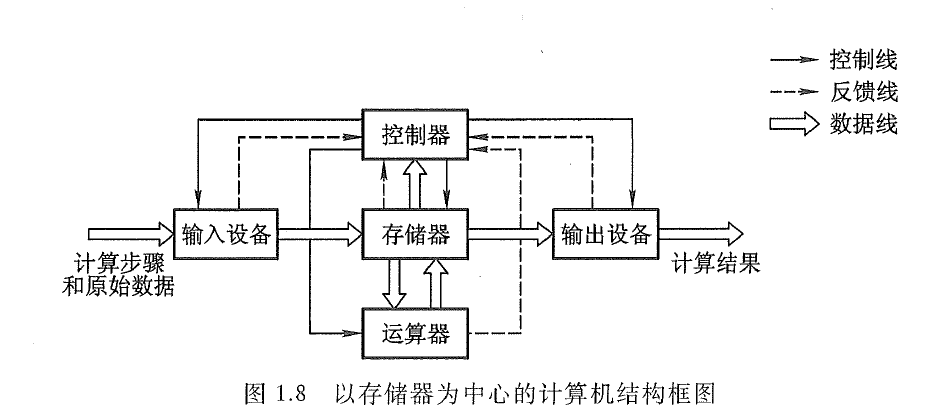 控制线
反馈线
数据线
控制器
输入设备
存储器
输出设备
计算步骤
和原始数据
计算结果
运算器
图 1.8 以存储器为中心的计算机结构框图